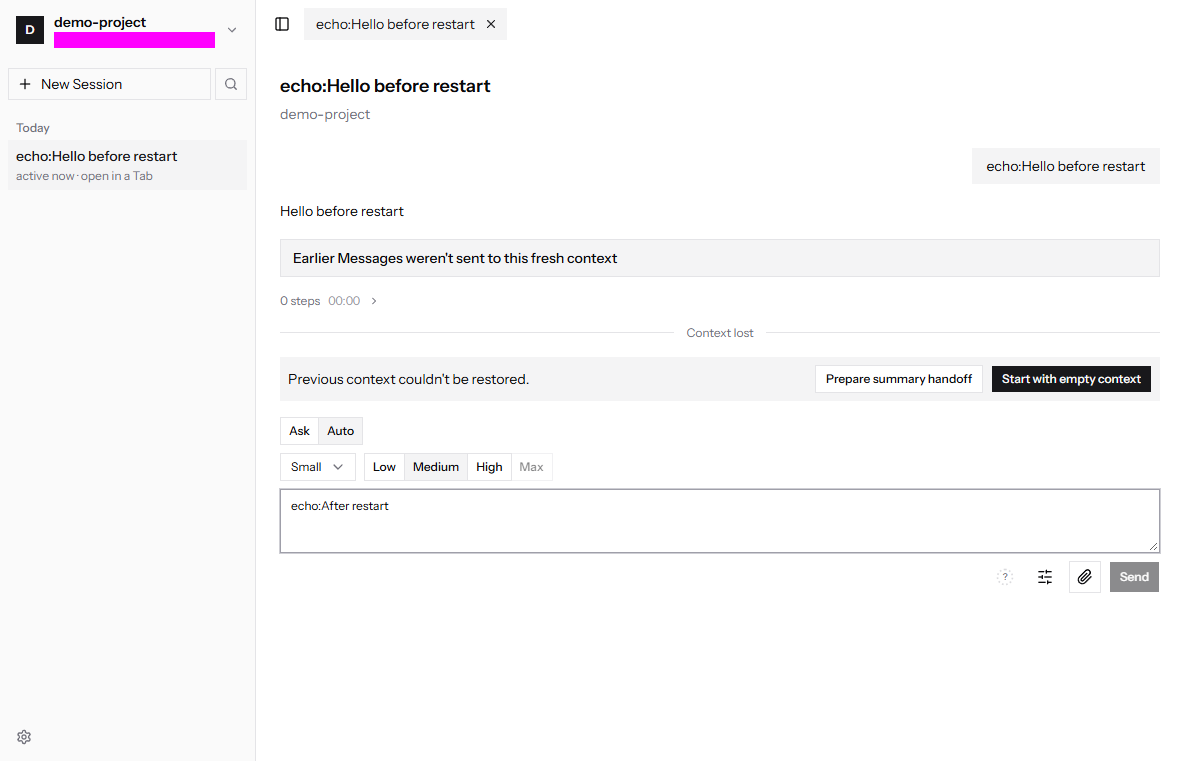 D
demo-project
New Session
Today
echo:Hello before restart
active now · open in a Tab
echo:Hello before restart
echo:Hello before restart
demo-project
echo:Hello before restart
Hello before restart
Earlier Messages weren't sent to this fresh context
0 steps 00:00
Context lost
Previous context couldn't be restored.
Prepare summary handoff
Start with empty context
Ask Auto
Small Low Medium High Max
echo:After restart
? Send